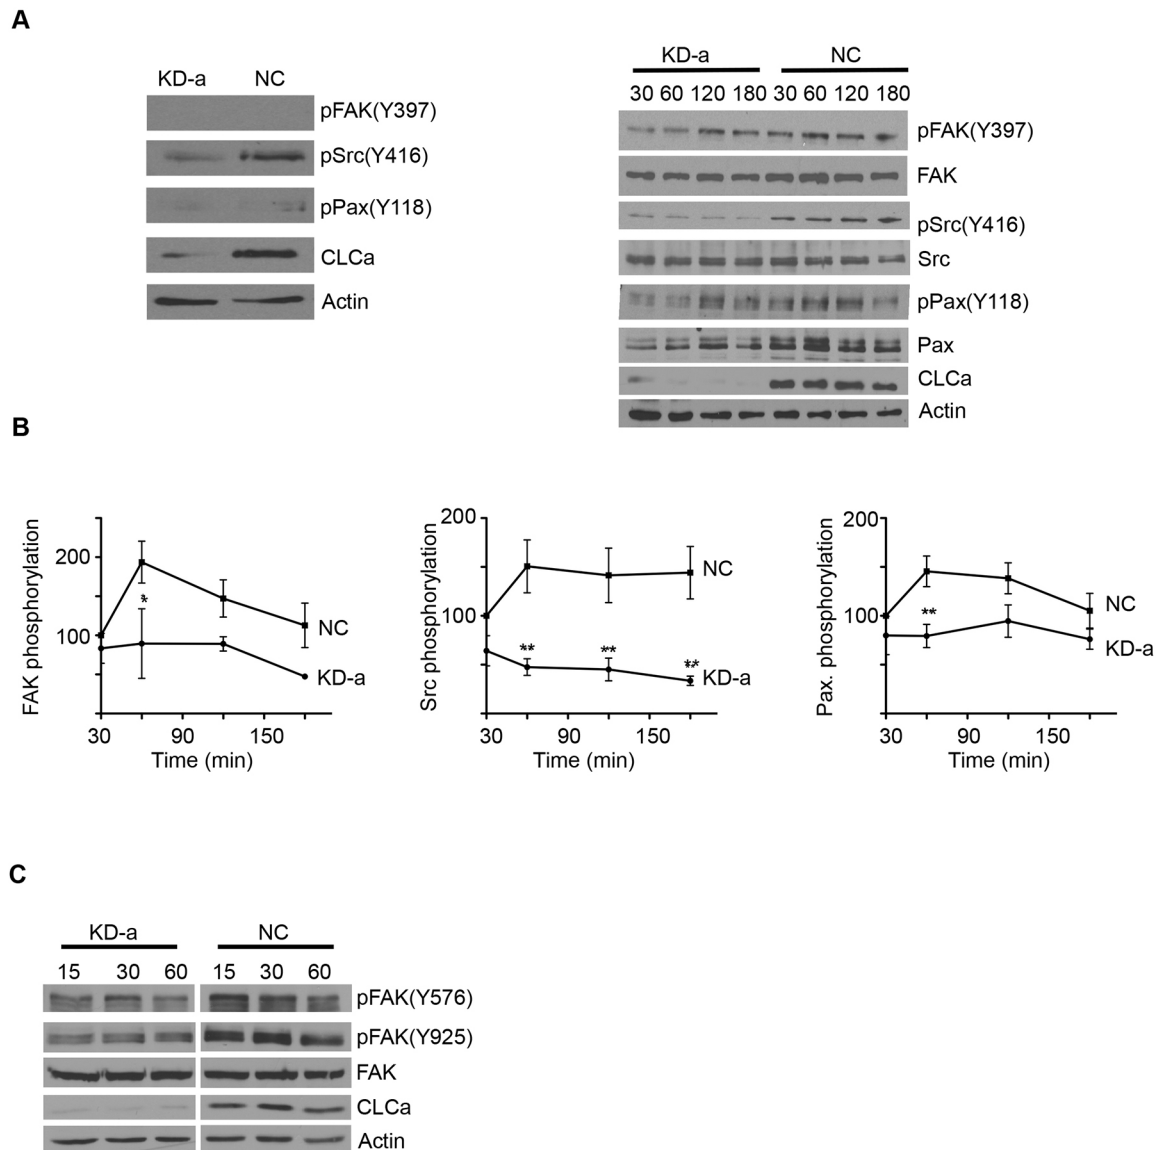 A
KD-a NC
pFAK(Y397)
pSrc(Y416)
pPax(Y118)
CLCa
Actin
KD-a NC
30 60 120 180 30 60 120 180
pFAK(Y397)
FAK
pSrc(Y416)
Src
pPax(Y118)
Pax
CLCa
Actin
B
FAK phosphorylation
200
100
*
NC
KD-a
30 90 150
Time (min)
Src phosphorylation
200
100
** ** **
NC
KD-a
30 90 150
Time (min)
Pax. phosphorylation
200
100
**
NC
KD-a
30 90 150
Time (min)
C
KD-a NC
15 30 60 15 30 60
pFAK(Y576)
pFAK(Y925)
FAK
CLCa
Actin